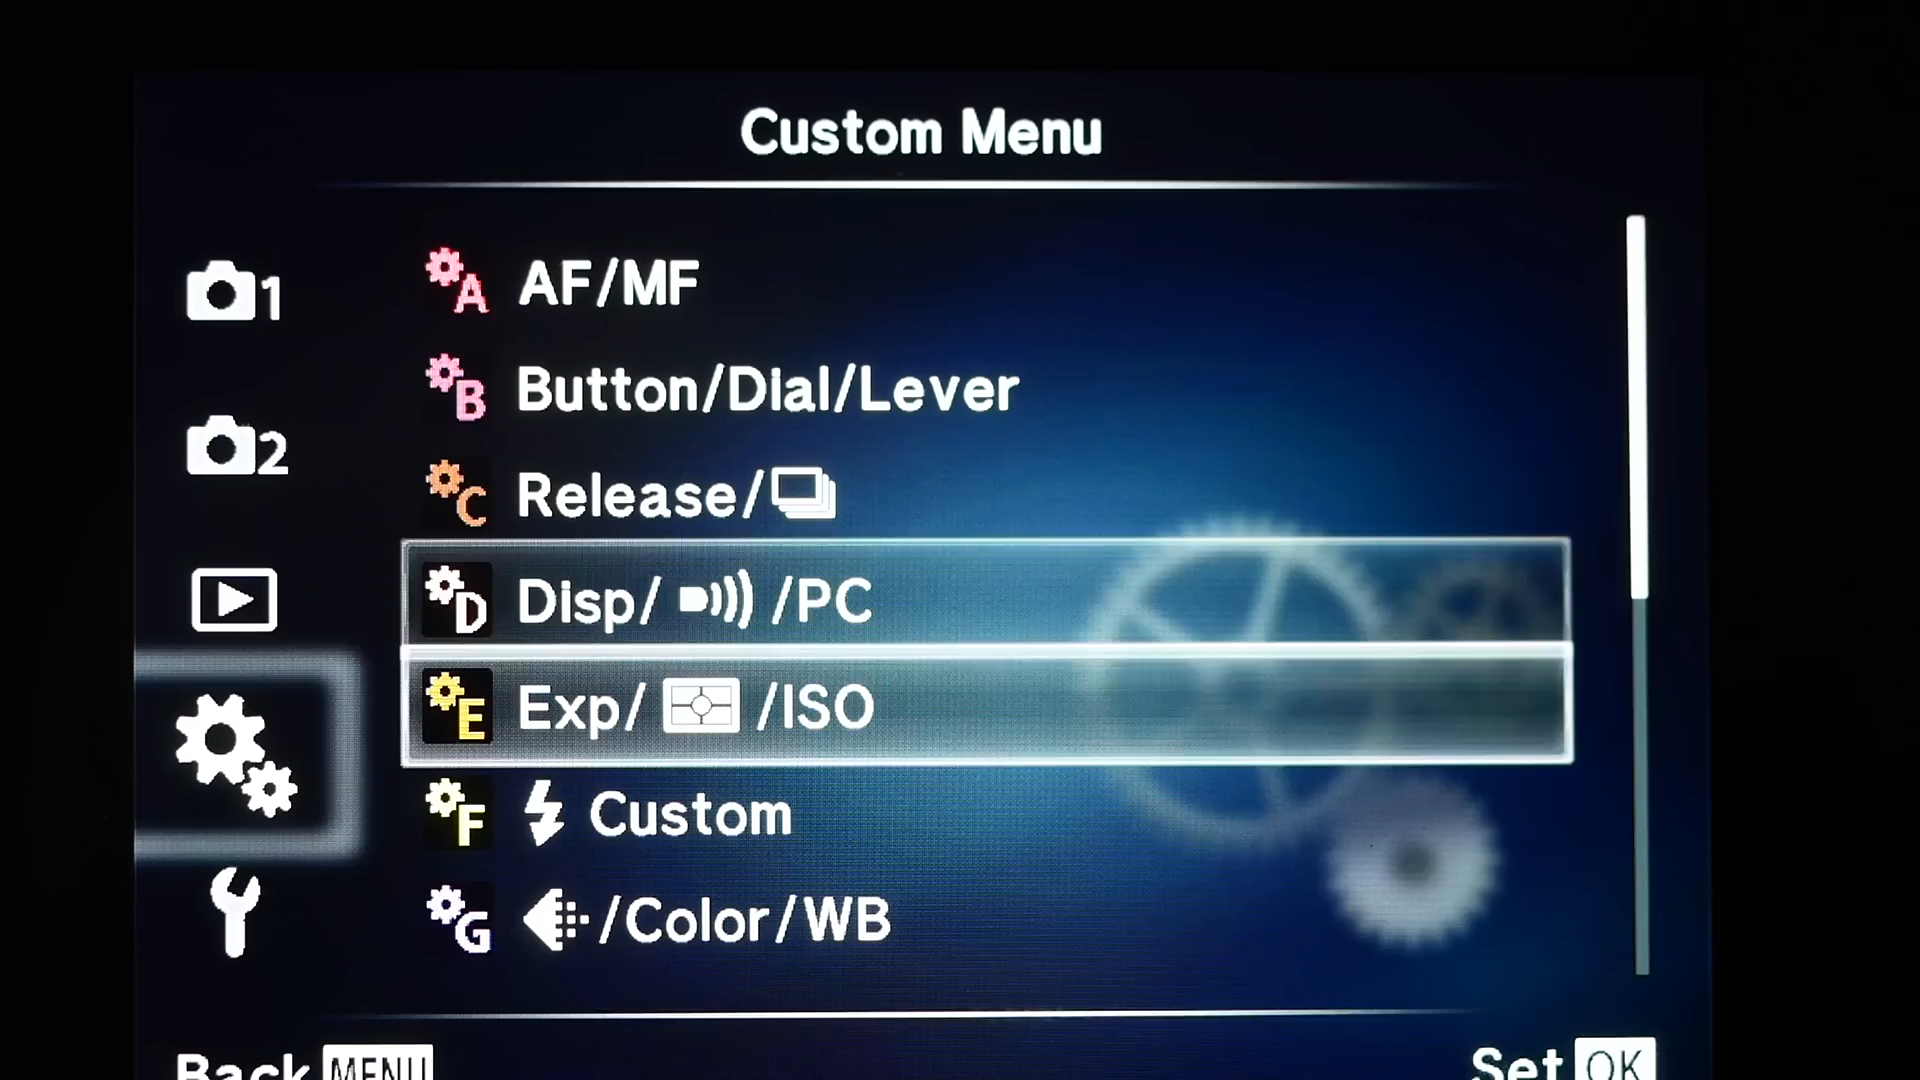 Custom Menu
1
2
A AF/MF
B Button/Dial/Lever
C Release/
D Disp/ /PC
E Exp/ /ISO
F Custom
G /Color/WB
Back MENU
Set OK